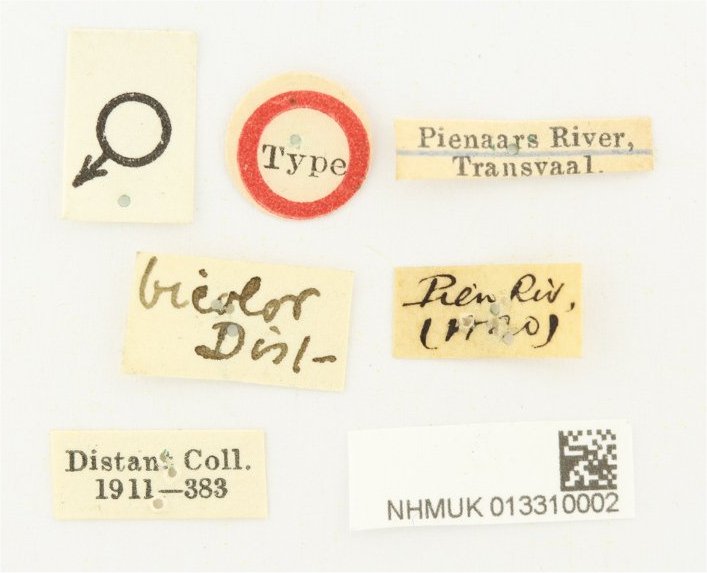 ♂
Type
Pienaars River,
Transvaal.
bicolor
Dist-
Pien Riv,
Distant Coll.
1911—383
NHMUK 013310002